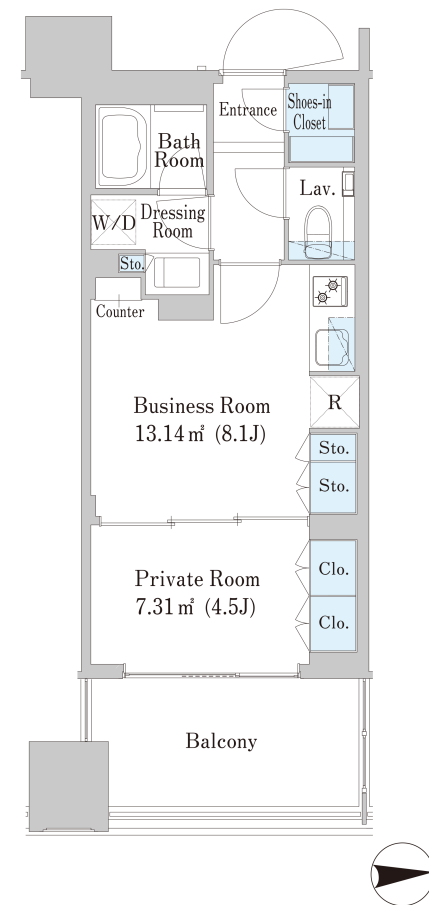 Entrance
Shoes-in
Closet
Bath
Room
Lav.
W/D
Dressing
Room
Sto.
Counter
Business Room
13.14㎡ (8.1J)
R
Sto.
Sto.
Private Room
7.31㎡ (4.5J)
Clo.
Clo.
Balcony